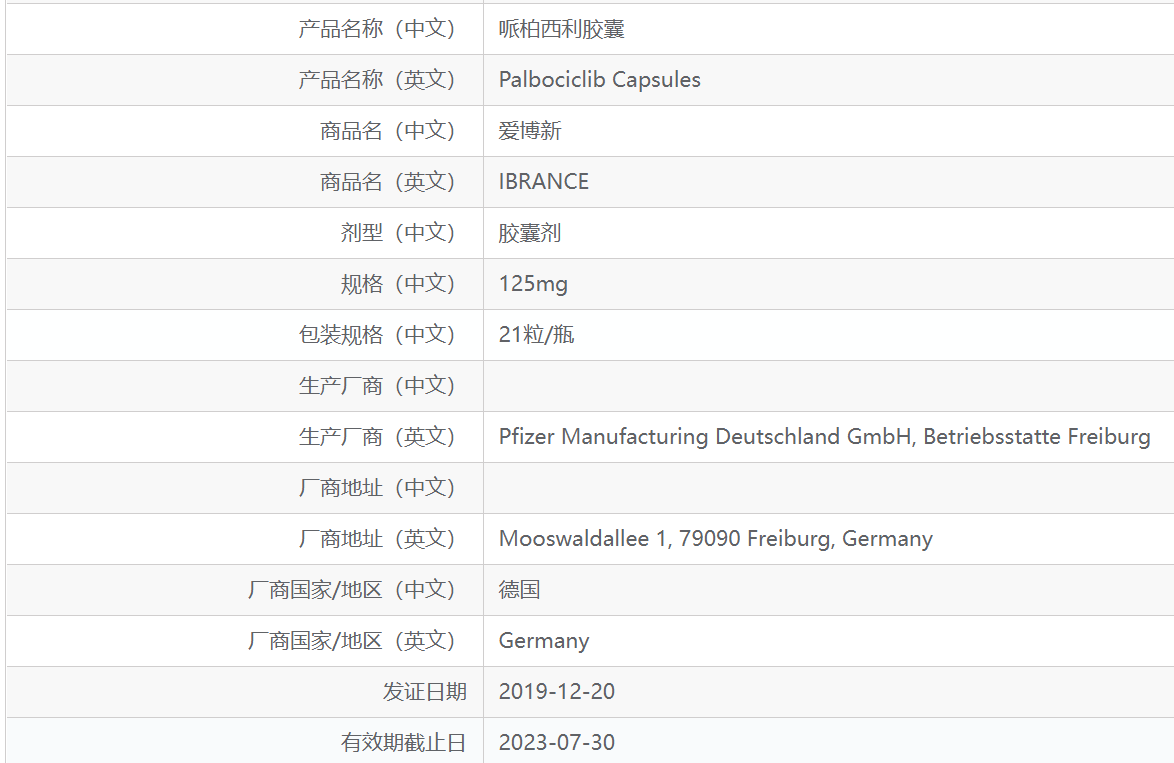 产品名称（中文） 哌柏西利胶囊
产品名称（英文） Palbociclib Capsules
商品名（中文） 爱博新
商品名（英文） IBRANCE
剂型（中文） 胶囊剂
规格（中文） 125mg
包装规格（中文） 21粒/瓶
生产厂商（中文）
生产厂商（英文） Pfizer Manufacturing Deutschland GmbH, Betriebsstatte Freiburg
厂商地址（中文）
厂商地址（英文） Mooswaldallee 1, 79090 Freiburg, Germany
厂商国家/地区（中文） 德国
厂商国家/地区（英文） Germany
发证日期 2019-12-20
有效期截止日 2023-07-30